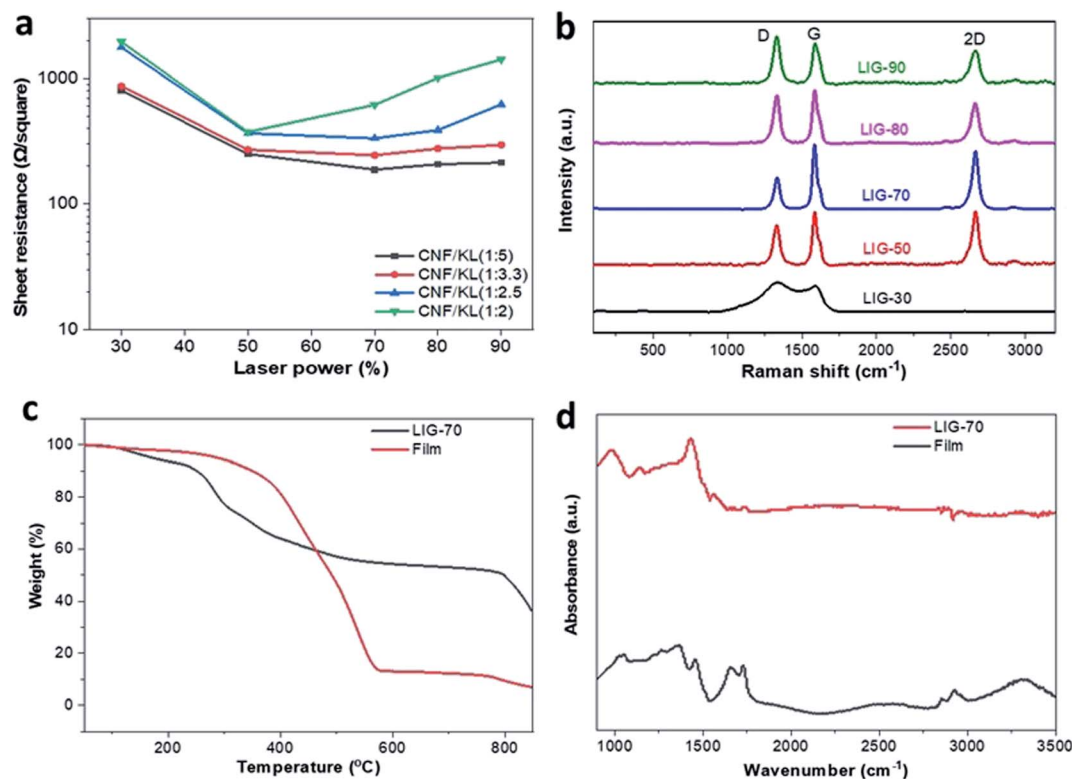 a
1000
100
10
30 40 50 60 70 80 90
Sheet resistance (Ω/square)
Laser power (%)
CNF/KL(1:5)
CNF/KL(1:3.3)
CNF/KL(1:2.5
CNF/KL(1:2)
b
D G 2D
LIG-90
LIG-80
LIG-70
LIG-50
LIG-30
Intensity (a.u.)
500 1000 1500 2000 2500 3000
Raman shift (cm⁻¹)
c
LIG-70
Film
100
80
60
40
20
0
Weight (%)
200 400 600 800
Temperature (ºC)
d
LIG-70
Film
Absorbance (a.u.)
1000 1500 2000 2500 3000 3500
Wavenumber (cm⁻¹)